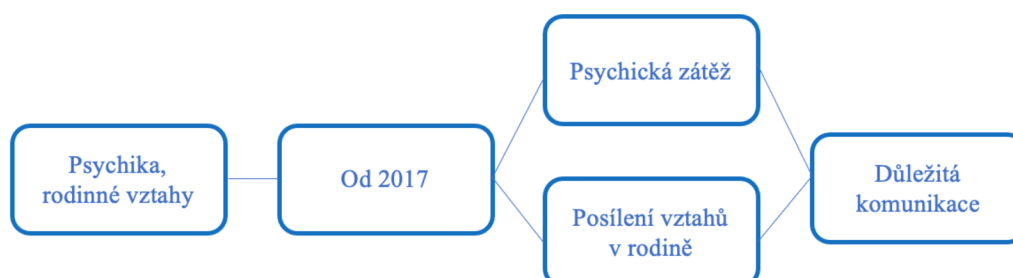 Psychika,
rodinné vztahy
Od 2017
Psychická zátěž
Posílení vztahů
v rodině
Důležitá
komunikace